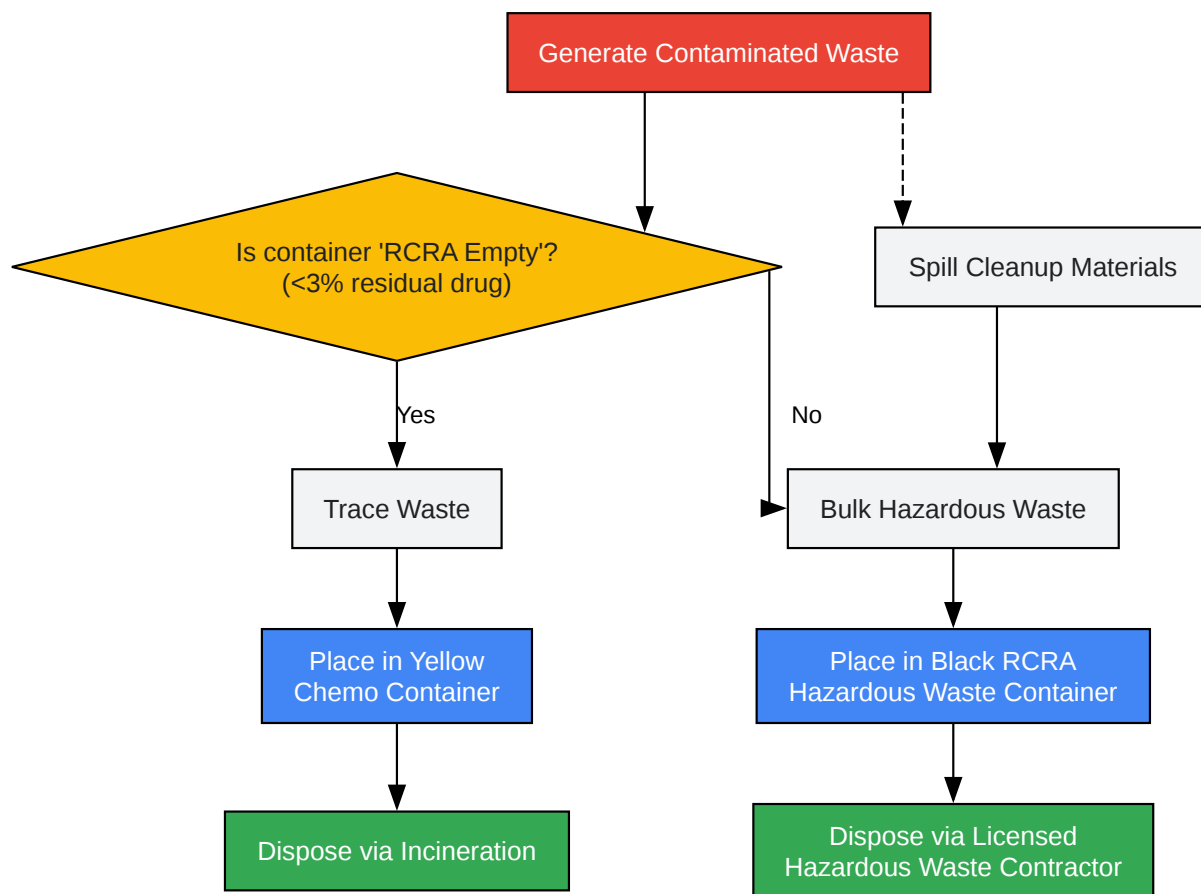 Generate Contaminated Waste
Is container 'RCRA Empty'?
(<3% residual drug)
Spill Cleanup Materials
Yes
No
Trace Waste
Bulk Hazardous Waste
Place in Yellow
Chemo Container
Place in Black RCRA
Hazardous Waste Container
Dispose via Incineration
Dispose via Licensed
Hazardous Waste Contractor